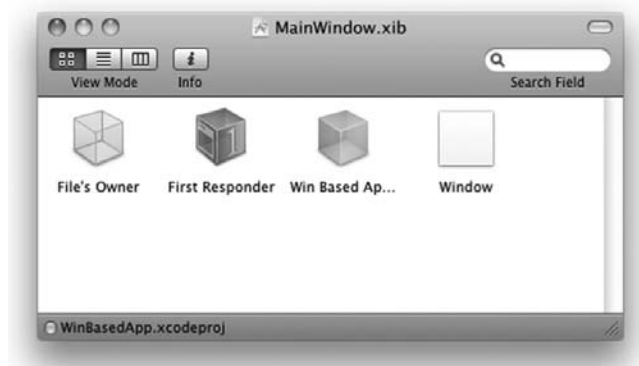 MainWindow.xib
View Mode
Info
Search Field
File's Owner
First Responder
Win Based Ap...
Window
WinBasedApp.xcodeproj